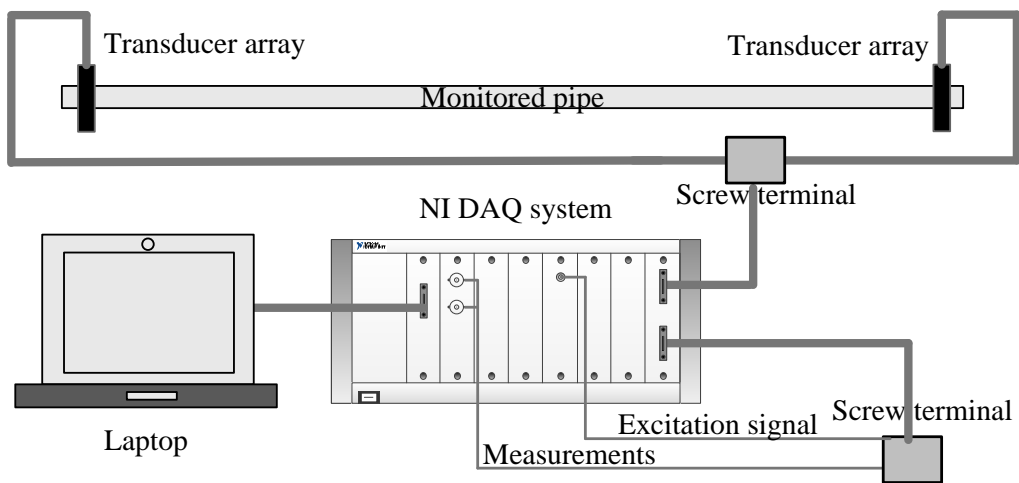 Transducer array
Transducer array
Monitored pipe
Screw terminal
NI DAQ system
Laptop
Excitation signal
Measurements
Screw terminal